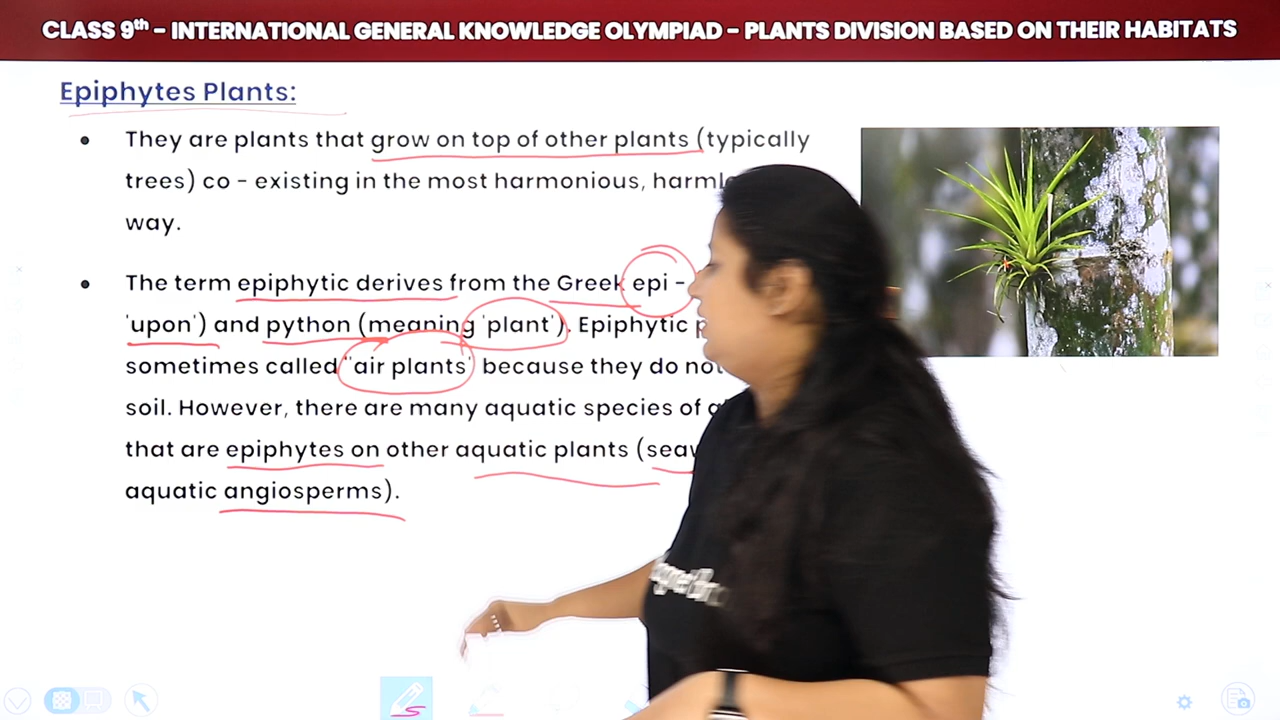 CLASS 9th – INTERNATIONAL GENERAL KNOWLEDGE OLYMPIAD – PLANTS DIVISION BASED ON THEIR HABITATS
Epiphytes Plants:
• They are plants that grow on top of other plants (typically
trees) co - existing in the most harmonious,
way.
• The term epiphytic derives from the Greek epi -
'upon') and python (meaning 'plant'). Epiphytic
sometimes called "air plants" because they do not
soil. However, there are many aquatic species of
that are epiphytes on other aquatic plants (
aquatic angiosperms).